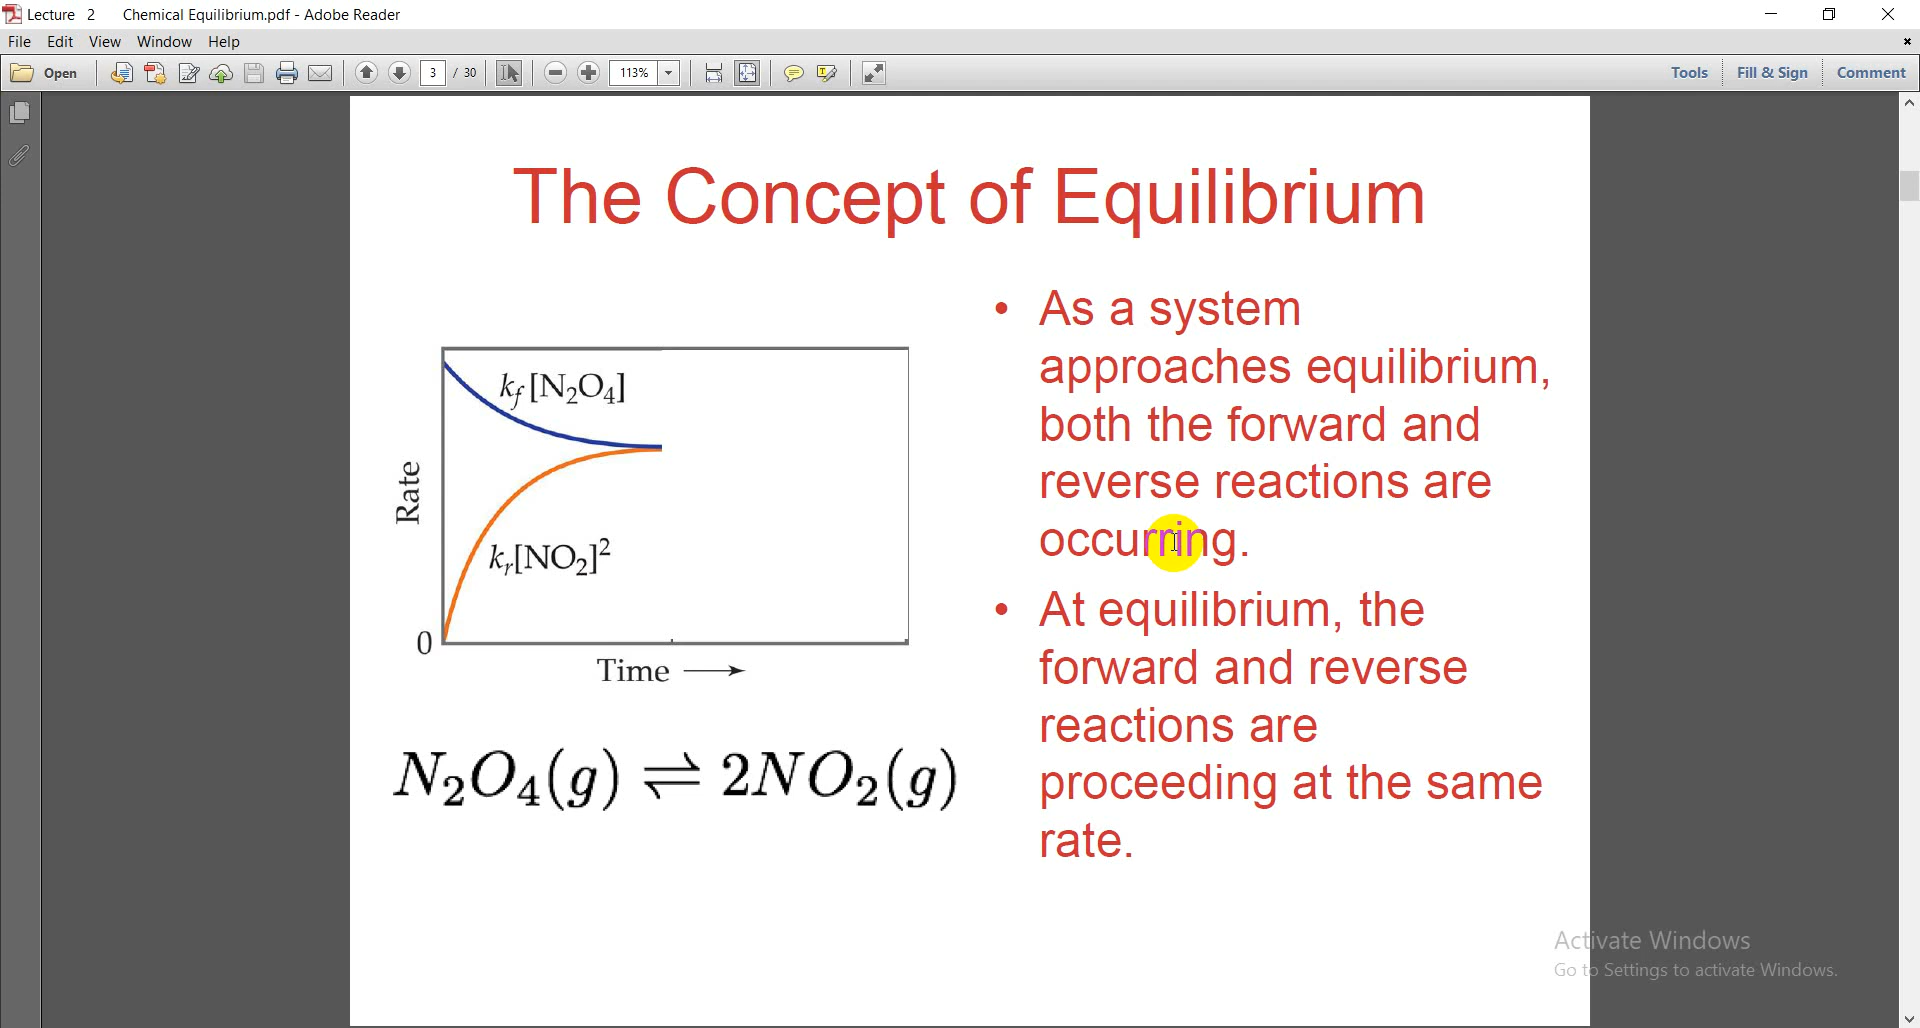 Lecture 2 Chemical Equilibrium.pdf - Adobe Reader
File Edit View Window Help
Open 3 / 30 113% Tools Fill & Sign Comment
The Concept of Equilibrium
kf[N₂O₄]
kr[NO₂]²
Rate
0
Time →
N₂O₄(g) ⇌ 2NO₂(g)
• As a system
approaches equilibrium,
both the forward and
reverse reactions are
occurring.
• At equilibrium, the
forward and reverse
reactions are
proceeding at the same
rate.
Activate Windows
Go to Settings to activate Windows.